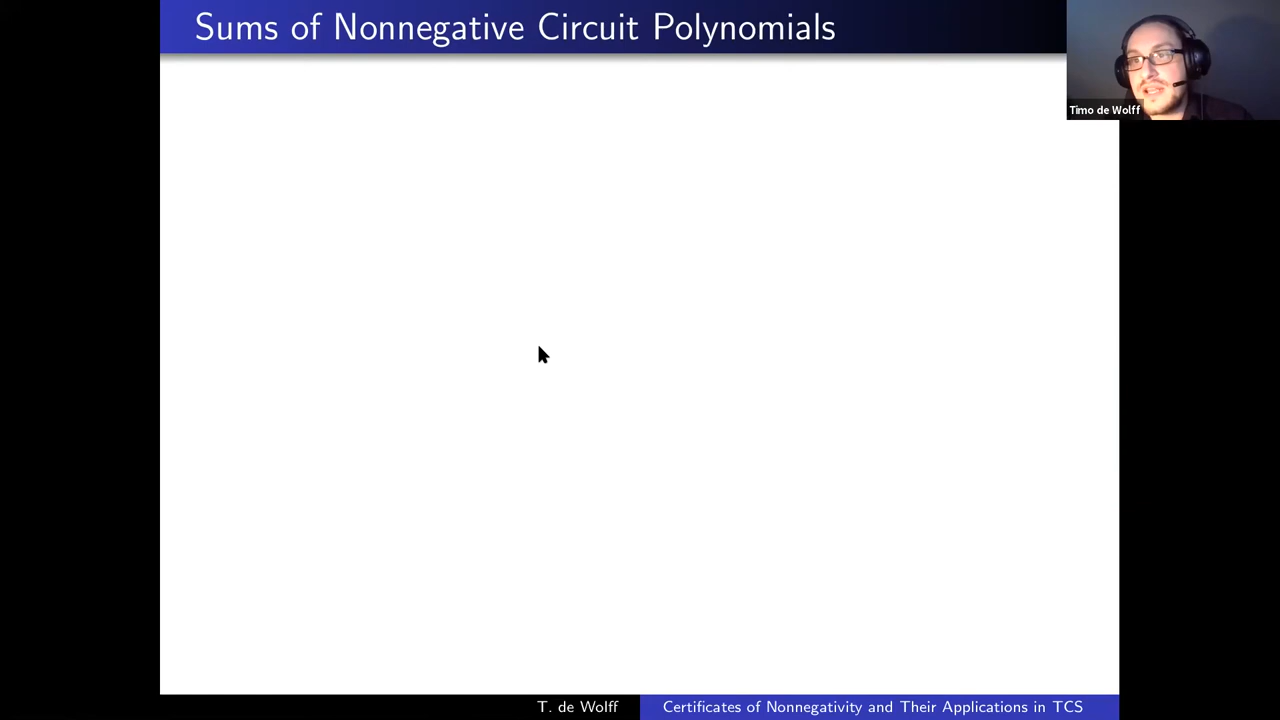 Sums of Nonnegative Circuit Polynomials
Timo de Wolff
T. de Wolff
Certificates of Nonnegativity and Their Applications in TCS